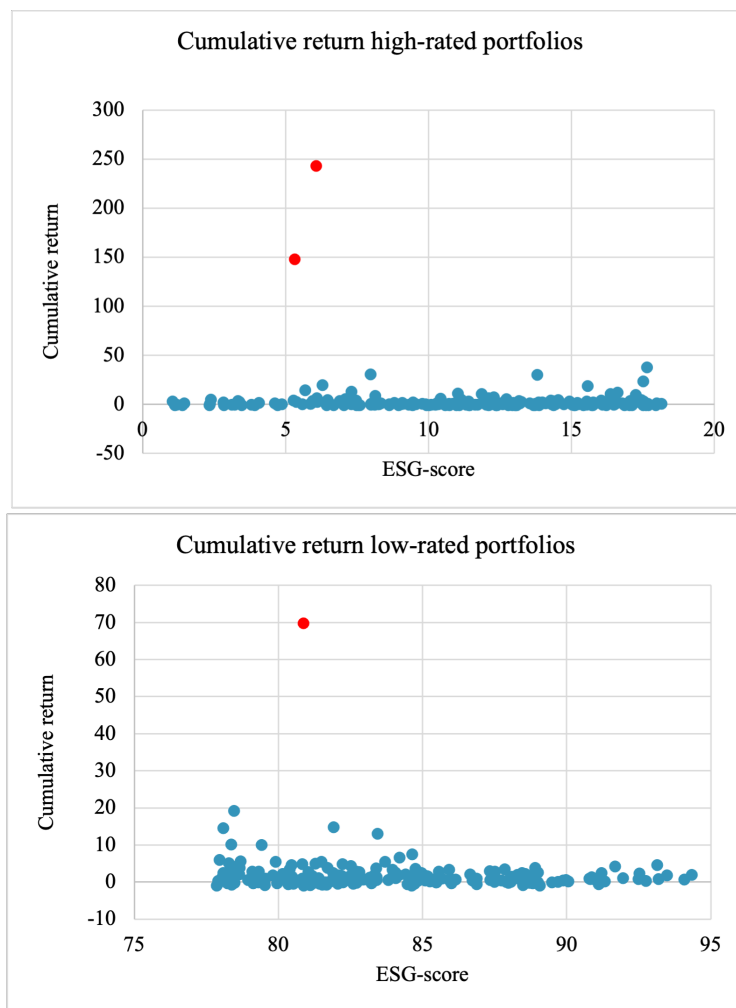 Cumulative return high-rated portfolios
300
250
200
150
100
50
0
-50
Cumulative return
0 5 10 15 20
ESG-score
Cumulative return low-rated portfolios
80
70
60
50
40
30
20
10
0
-10
Cumulative return
75 80 85 90 95
ESG-score